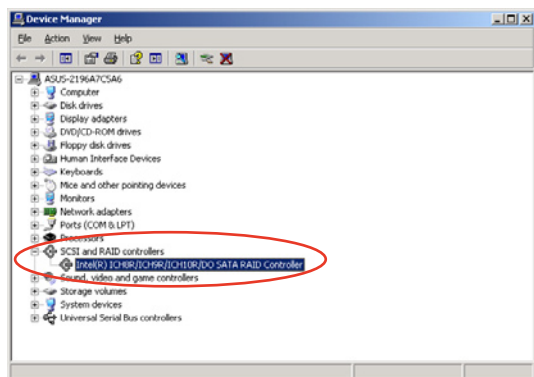 Device Manager
File Action View Help
ASUS-2196A7C5A6
Computer
Disk drives
Display adapters
DVD/CD-ROM drives
Floppy disk drives
Human Interface Devices
Keyboards
Mice and other pointing devices
Monitors
Network adapters
Ports (COM & LPT)
Processors
SCSI and RAID controllers
Intel(R) ICH8R/ICH9R/ICH10R/DO SATA RAID Controller
Sound, video and game controllers
Storage volumes
System devices
Universal Serial Bus controllers